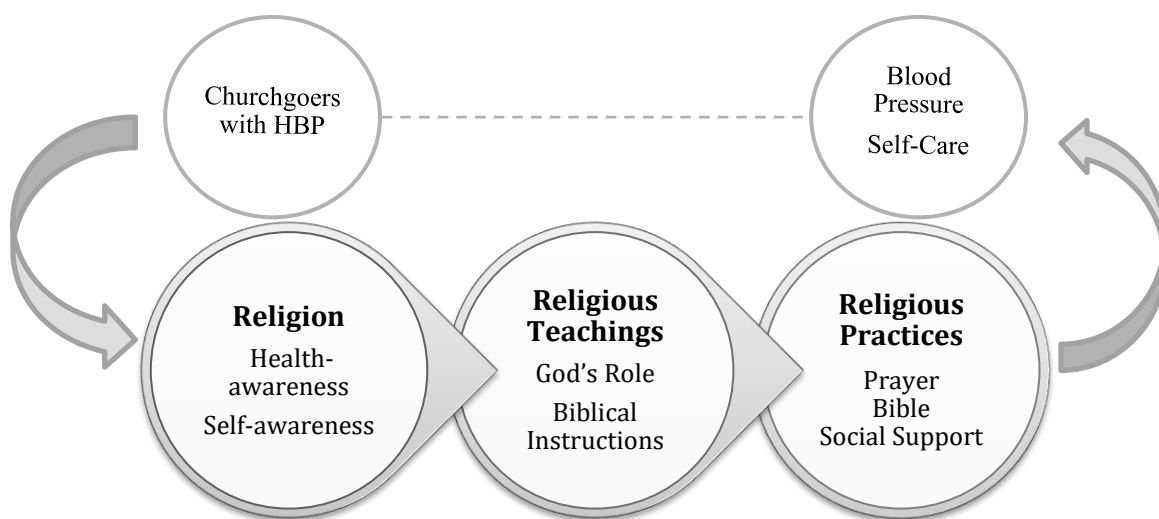 Churchgoers
with HBP
Blood
Pressure
Self-Care
Religion
Health-
awareness
Self-awareness
Religious
Teachings
God’s Role
Biblical
Instructions
Religious
Practices
Prayer
Bible
Social Support